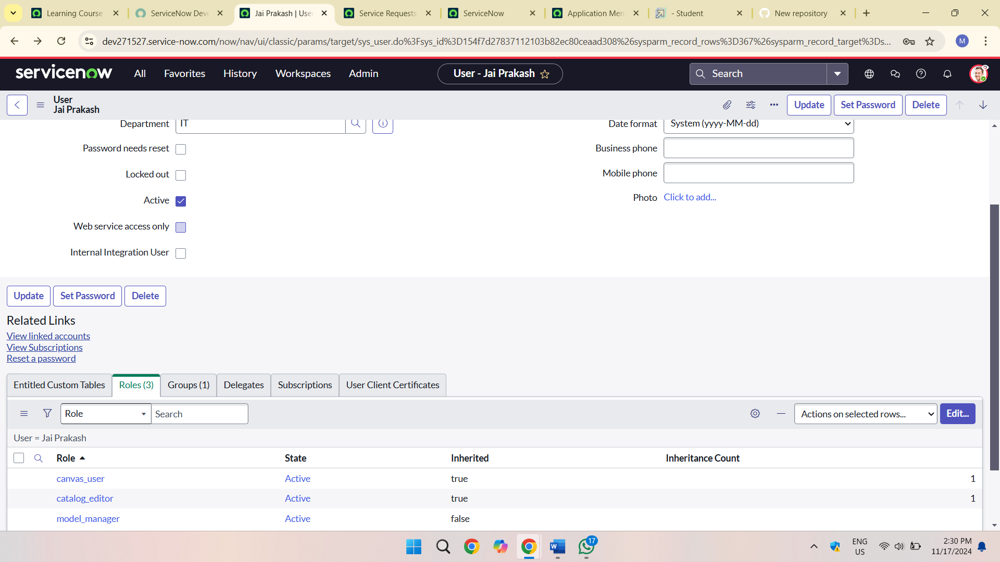 Learning Course
ServiceNow Deve
Jai Prakash | User
Service Requests
ServiceNow
Application Men
- Student
New repository
dev271527.service-now.com/now/nav/ui/classic/params/target/sys_user.do%3Fsys_id%3D154f7d27837112103b82ec80ceaad308%26sysparm_record_rows%3D367%26sysparm_record_target%3Ds...
M
servicenow
All
Favorites
History
Workspaces
Admin
User - Jai Prakash
Search
User
Jai Prakash
Update
Set Password
Delete
Department
IT
Date format
System (yyyy-MM-dd)
Password needs reset
Business phone
Locked out
Mobile phone
Active
Photo
Click to add...
Web service access only
Internal Integration User
Update
Set Password
Delete
Related Links
View linked accounts
View Subscriptions
Reset a password
Entitled Custom Tables
Roles (3)
Groups (1)
Delegates
Subscriptions
User Client Certificates
Role
Search
Actions on selected rows...
Edit...
User = Jai Prakash
Role
State
Inherited
Inheritance Count
canvas_user
Active
true
1
catalog_editor
Active
true
1
model_manager
Active
false
17
ENG
US
2:30 PM
11/17/2024